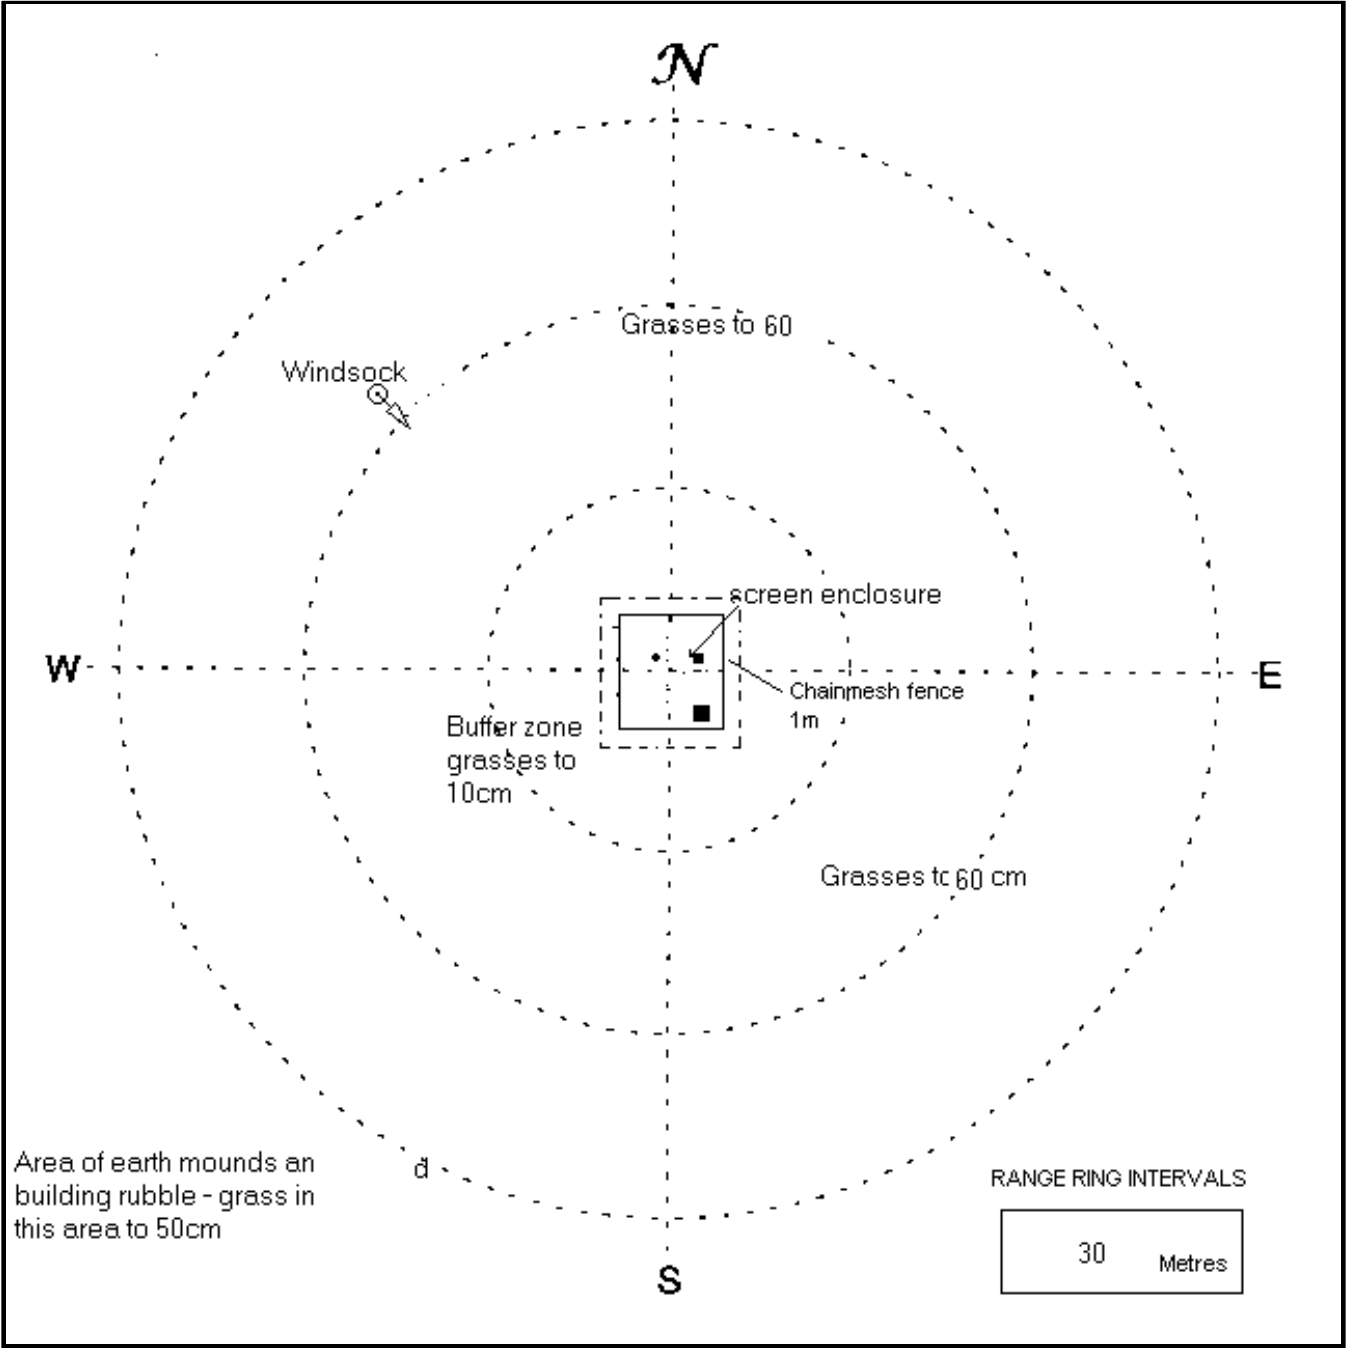 N
Grasses to 60
Windsock
screen enclosure
W
E
Chainmesh fence
1m
Buffer zone
grasses to
10cm
Grasses to 60 cm
Area of earth mounds an d
building rubble - grass in
this area to 50cm
RANGE RING INTERVALS
30 Metres
S